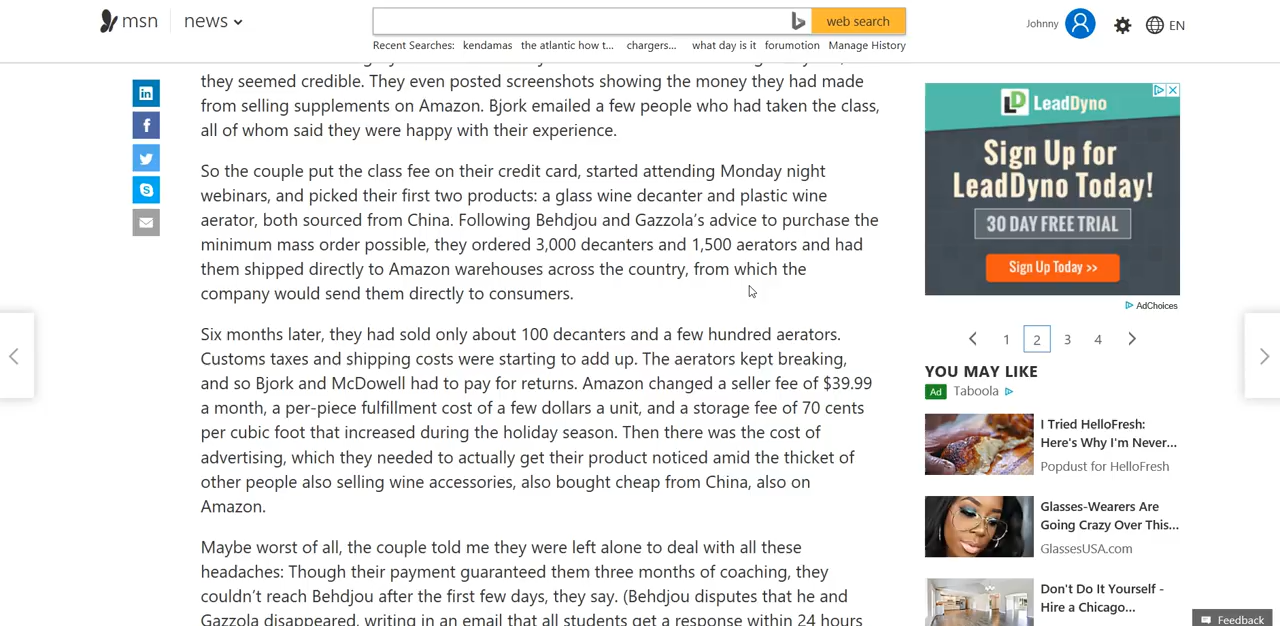 msn
news
web search
Recent Searches: kendamas the atlantic how t... chargers... what day is it forumotion Manage History
Johnny
EN
they seemed credible. They even posted screenshots showing the money they had made
from selling supplements on Amazon. Bjork emailed a few people who had taken the class,
all of whom said they were happy with their experience.
So the couple put the class fee on their credit card, started attending Monday night
webinars, and picked their first two products: a glass wine decanter and plastic wine
aerator, both sourced from China. Following Behdjou and Gazzola’s advice to purchase the
minimum mass order possible, they ordered 3,000 decanters and 1,500 aerators and had
them shipped directly to Amazon warehouses across the country, from which the
company would send them directly to consumers.
Six months later, they had sold only about 100 decanters and a few hundred aerators.
Customs taxes and shipping costs were starting to add up. The aerators kept breaking,
and so Bjork and McDowell had to pay for returns. Amazon changed a seller fee of $39.99
a month, a per-piece fulfillment cost of a few dollars a unit, and a storage fee of 70 cents
per cubic foot that increased during the holiday season. Then there was the cost of
advertising, which they needed to actually get their product noticed amid the thicket of
other people also selling wine accessories, also bought cheap from China, also on
Amazon.
Maybe worst of all, the couple told me they were left alone to deal with all these
headaches: Though their payment guaranteed them three months of coaching, they
couldn’t reach Behdjou after the first few days, they say. (Behdjou disputes that he and
Gazzola disappeared, writing in an email that all students get a response within 24 hours
LeadDyno
Sign Up for
LeadDyno Today!
30 DAY FREE TRIAL
Sign Up Today >>
AdChoices
1 2 3 4
YOU MAY LIKE
Ad Taboola
I Tried HelloFresh:
Here's Why I'm Never...
Popdust for HelloFresh
Glasses-Wearers Are
Going Crazy Over This...
GlassesUSA.com
Don't Do It Yourself -
Hire a Chicago...
Feedback